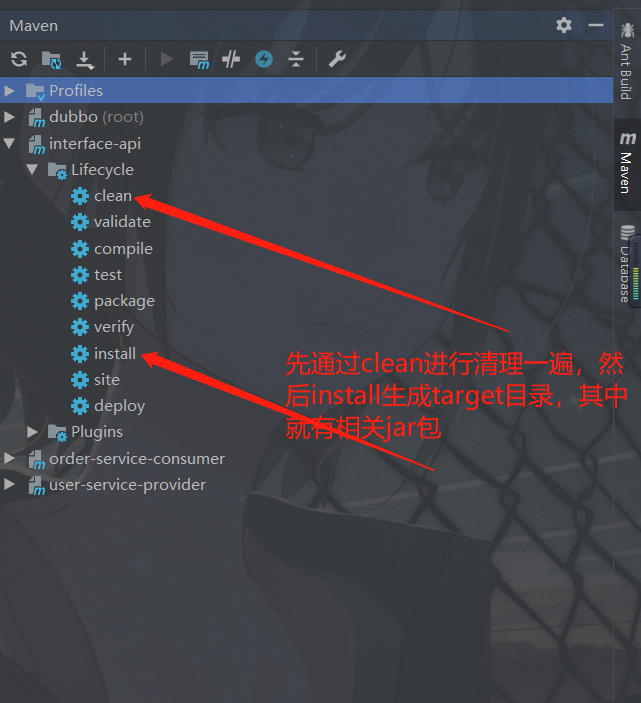 Maven
Profiles
dubbo (root)
interface-api
Lifecycle
clean
validate
compile
test
package
verify
install
site
deploy
Plugins
order-service-consumer
user-service-provider
先通过clean进行清理一遍，然
后install生成target目录，其中
就有相关jar包
Ant Build
Maven
Database